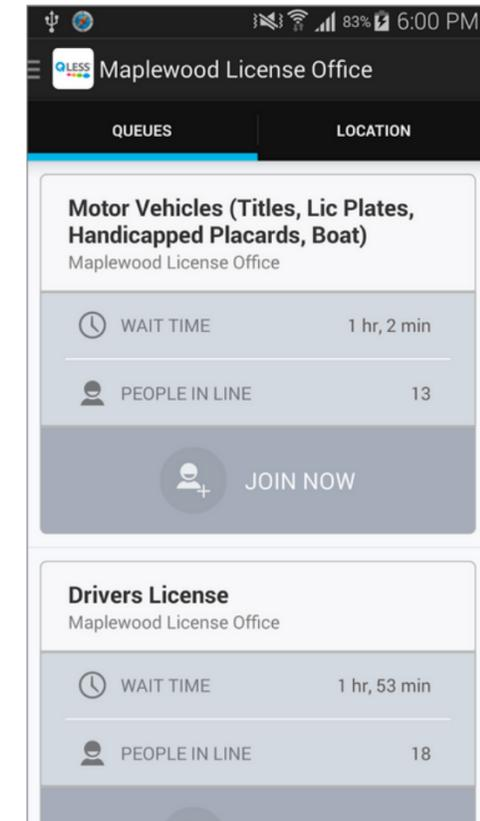 83% 6:00 PM
QLESS Maplewood License Office
QUEUES LOCATION
Motor Vehicles (Titles, Lic Plates,
Handicapped Placards, Boat)
Maplewood License Office
WAIT TIME 1 hr, 2 min
PEOPLE IN LINE 13
JOIN NOW
Drivers License
Maplewood License Office
WAIT TIME 1 hr, 53 min
PEOPLE IN LINE 18